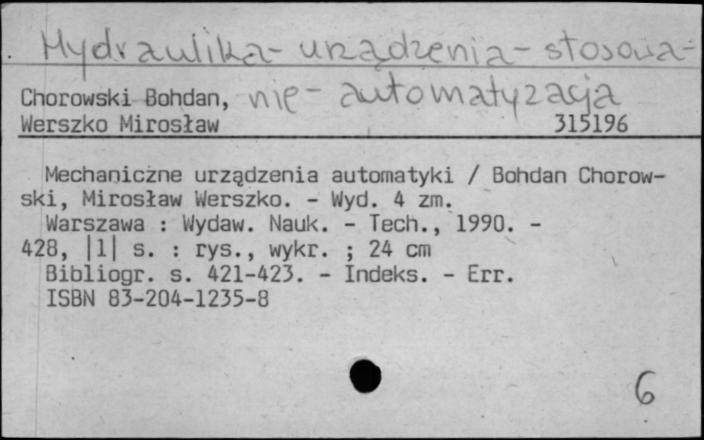 Hydraulika - urządzenia - stosowa=
Chorowski Bohdan, nie - automatyzacja
Werszko Mirosław 315196
Mechaniczne urządzenia automatyki / Bohdan Chorow-
ski, Mirosław Werszko. - Wyd. 4 zm.
Warszawa : Wydaw. Nauk. - Tech., 1990. -
428, |1| s. : rys., wykr. ; 24 cm
Bibliogr. s. 421-423. - Indeks. - Err.
ISBN 83-204-1235-8
6